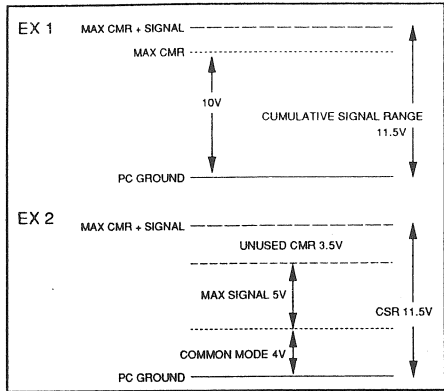 EX 1
MAX CMR + SIGNAL
MAX CMR
10V
CUMULATIVE SIGNAL RANGE
11.5V
PC GROUND
EX 2
MAX CMR + SIGNAL
UNUSED CMR 3.5V
MAX SIGNAL 5V
CSR 11.5V
COMMON MODE 4V
PC GROUND